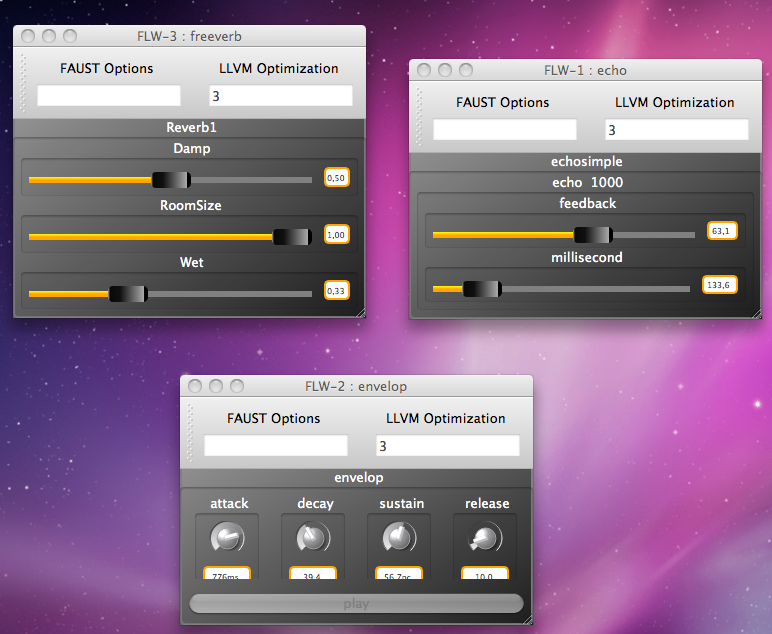 FLW-3 : freeverb
FAUST Options LLVM Optimization
3
Reverb1
Damp
0,50
RoomSize
1,00
Wet
0,33
FLW-1 : echo
FAUST Options LLVM Optimization
3
echosimple
echo 1000
feedback
63,1
millisecond
133,6
FLW-2 : envelop
FAUST Options LLVM Optimization
3
envelop
attack decay sustain release
776ms 39,4 56,7pc 10,0
play